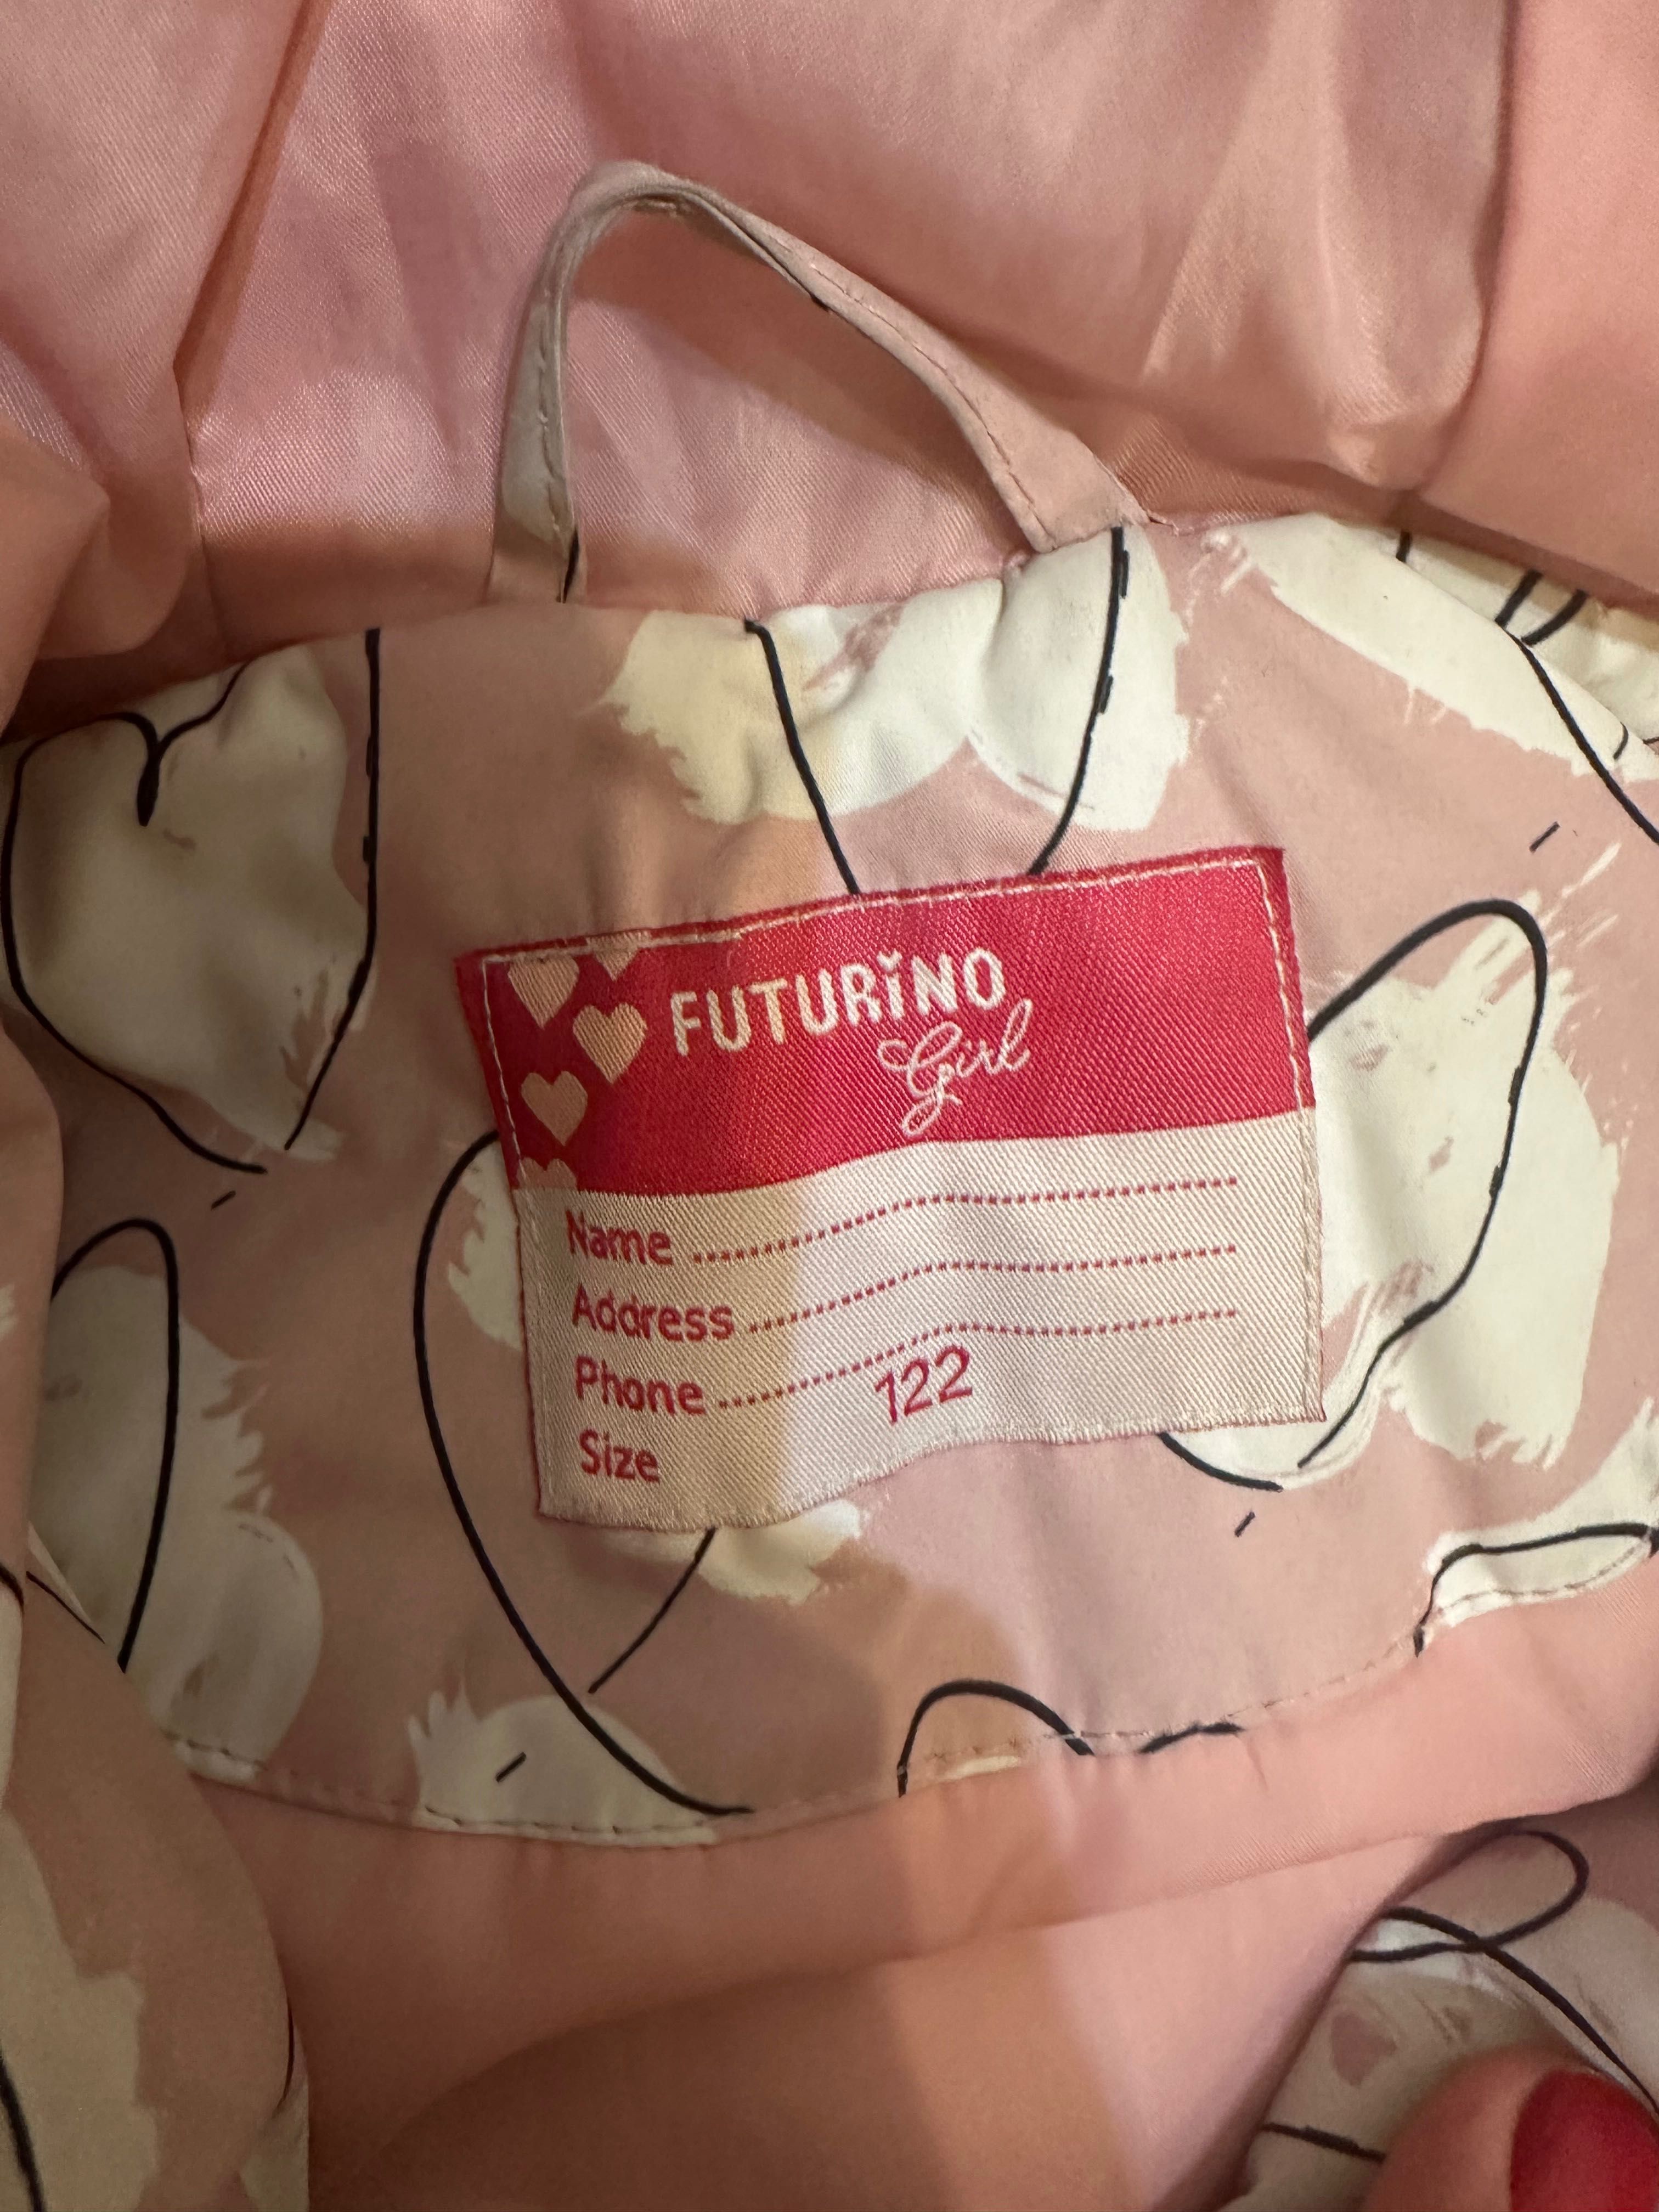 FUTURINO
Girl
Name
Address
Phone
Size 122